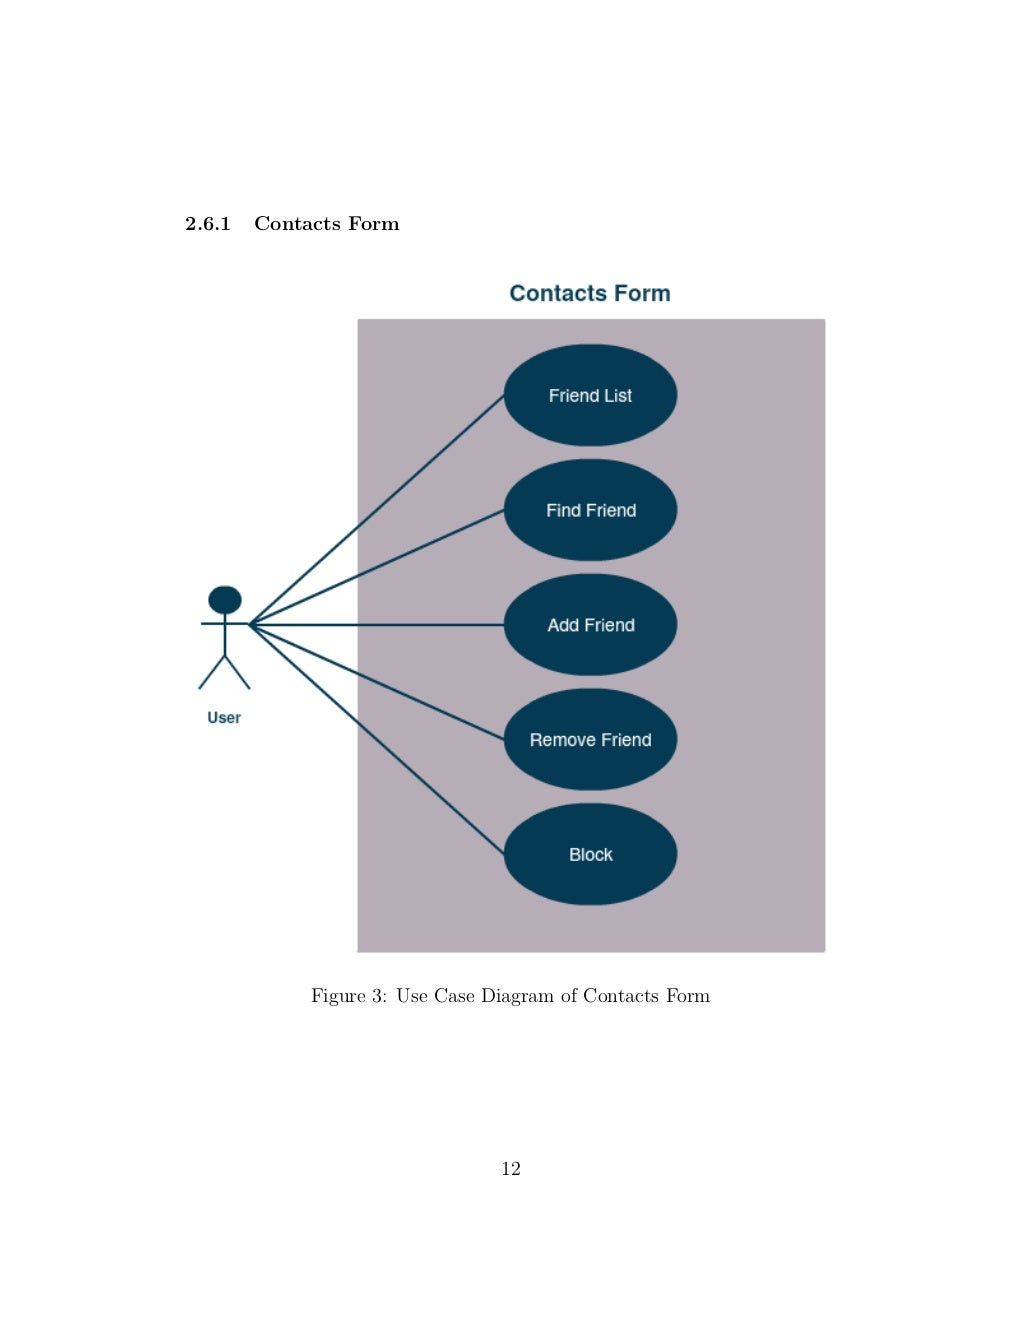 2.6.1 Contacts Form
Contacts Form
Friend List
Find Friend
Add Friend
Remove Friend
Block
User
Figure 3: Use Case Diagram of Contacts Form
12